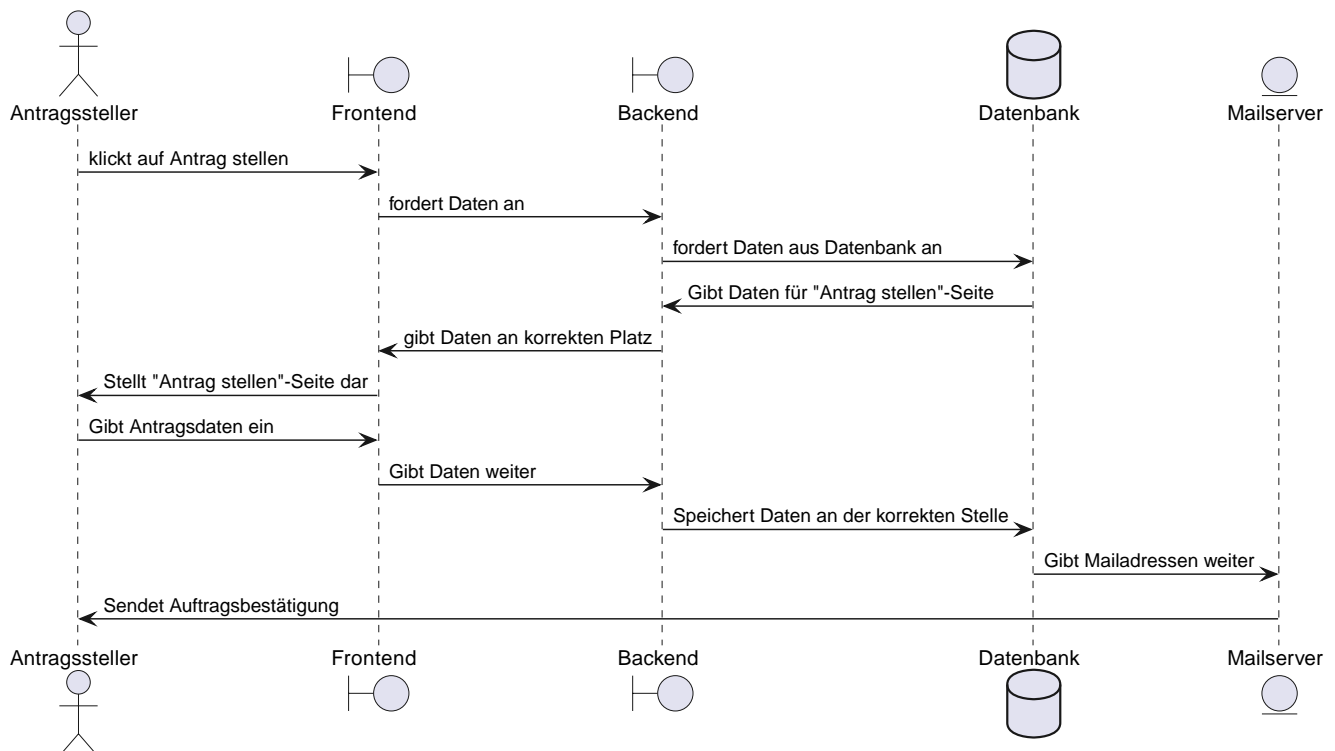 Antragssteller Frontend Backend Datenbank Mailserver
klickt auf Antrag stellen
fordert Daten an
fordert Daten aus Datenbank an
Gibt Daten für "Antrag stellen"-Seite
gibt Daten an korrekten Platz
Stellt "Antrag stellen"-Seite dar
Gibt Antragsdaten ein
Gibt Daten weiter
Speichert Daten an der korrekten Stelle
Gibt Mailadressen weiter
Sendet Auftragsbestätigung
Antragssteller Frontend Backend Datenbank Mailserver